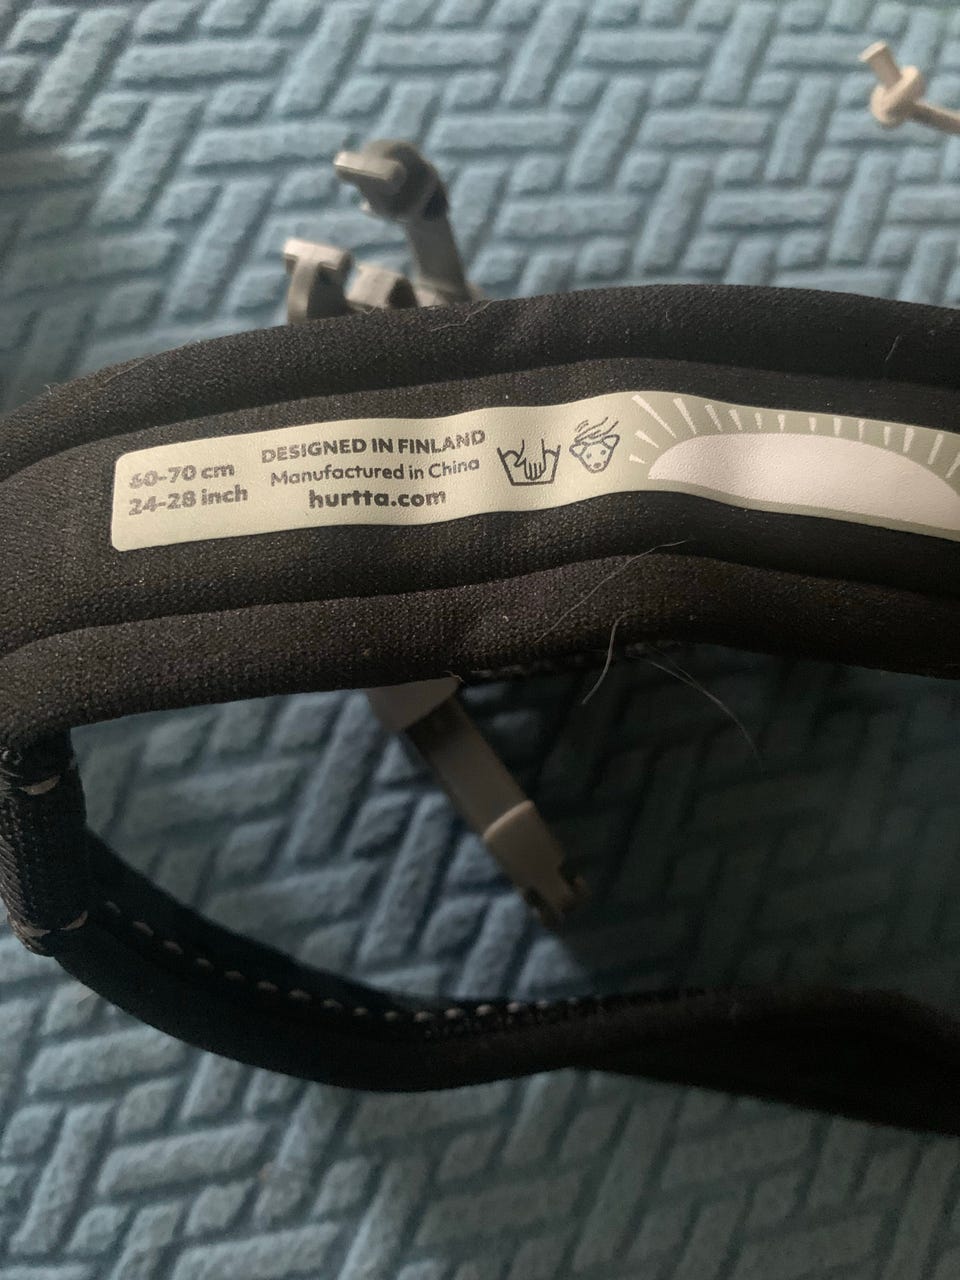 60-70 cm
24-28 inch
DESIGNED IN FINLAND
Manufactured in China
hurtta.com